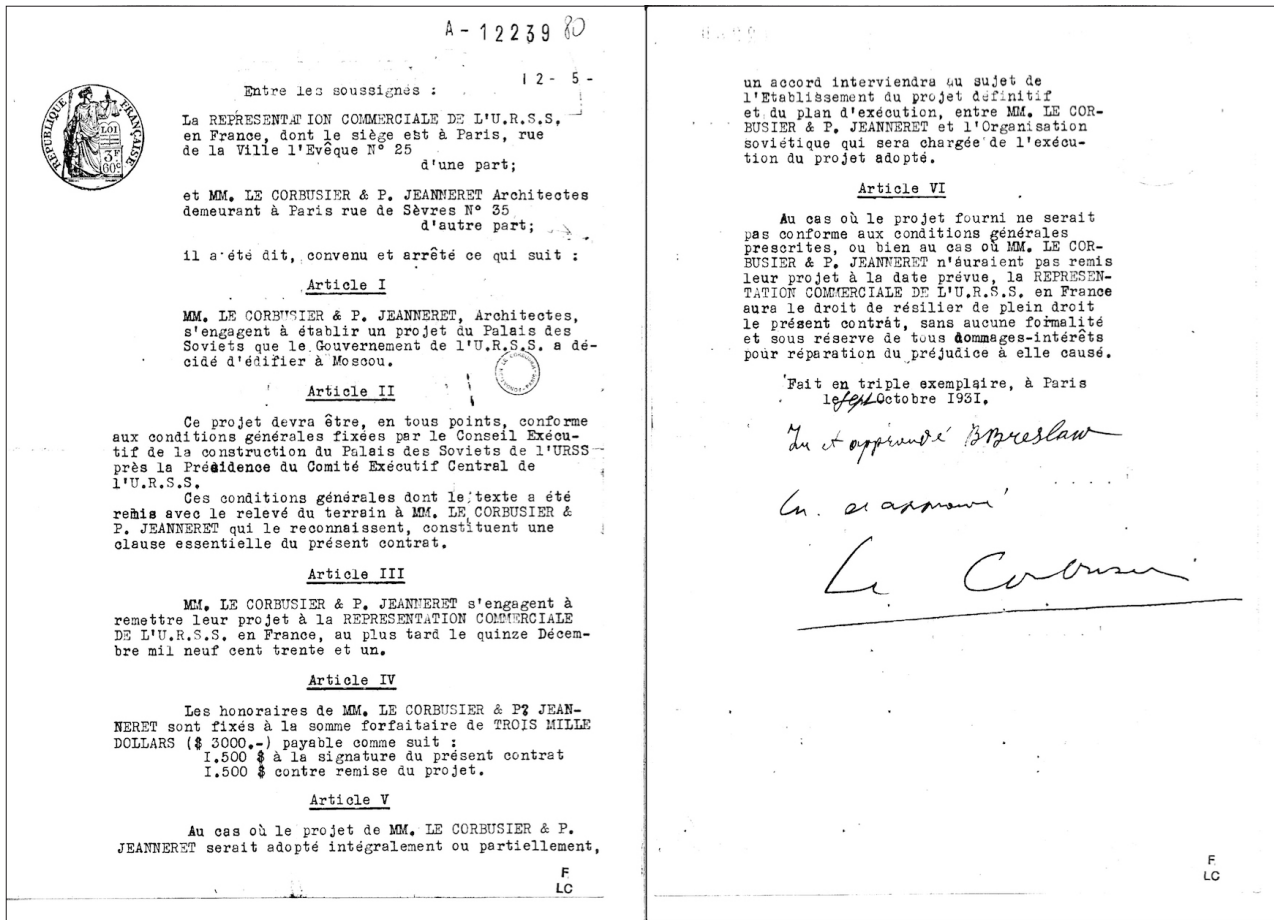 A-12239 80
I2-5-
REPUBLIQUE FRANÇAISE
LOI
3F
60c
Entre les soussignés :
La REPRESENTATION COMMERCIALE DE L'U.R.S.S.
en France, dont le siège est à Paris, rue
de la Ville l'Evêque N° 25
d'une part;
et MM. LE CORBUSIER & P. JEANNERET Architectes
demeurant à Paris rue de Sèvres N° 35
d'autre part;
il a été dit, convenu et arrêté ce qui suit :
Article I
MM. LE CORBUSIER & P. JEANNERET, Architectes,
s'engagent à établir un projet du Palais des
Soviets que le Gouvernement de l'U.R.S.S. a dé-
cidé d'édifier à Moscou.
Article II
Ce projet devra être, en tous points, conforme
aux conditions générales fixées par le Conseil Exécu-
tif de la construction du Palais des Soviets de l'URSS
près la Présidence du Comité Exécutif Central de
l'U.R.S.S.
Ces conditions générales dont le texte a été
remis avec le relevé du terrain à MM. LE CORBUSIER &
P. JEANNERET qui le reconnaissent, constituent une
clause essentielle du présent contrat.
Article III
MM. LE CORBUSIER & P. JEANNERET s'engagent à
remettre leur projet à la REPRESENTATION COMMERCIALE
DE L'U.R.S.S. en France, au plus tard le quinze Décem-
bre mil neuf cent trente et un.
Article IV
Les honoraires de MM. LE CORBUSIER & P? JEAN-
NERET sont fixés à la somme forfaitaire de TROIS MILLE
DOLLARS ($ 3000.-) payable comme suit :
I.500 $ à la signature du présent contrat
I.500 $ contre remise du projet.
Article V
Au cas où le projet de MM. LE CORBUSIER & P.
JEANNERET serait adopté intégralement ou partiellement,
F
LC
un accord interviendra au sujet de
l'Etablissement du projet définitif
et du plan d'exécution, entre MM. LE COR-
BUSIER & P. JEANNERET et l'Organisation
soviétique qui sera chargée de l'exécu-
tion du projet adopté.
Article VI
Au cas où le projet fourni ne serait
pas conforme aux conditions générales
prescrites, ou bien au cas où MM. LE COR-
BUSIER & P. JEANNERET n'auraient pas remis
leur projet à la date prévue, la REPRESEN-
TATION COMMERCIALE DE L'U.R.S.S. en France
aura le droit de résilier de plein droit
le présent contrat, sans aucune formalité
et sous réserve de tous dommages-intérêts
pour réparation du préjudice à elle causé.
Fait en triple exemplaire, à Paris
le sept Octobre I93I.
Lu et approuvé BBreslaw
Lu et approuvé
Le Corbusier
F
LC